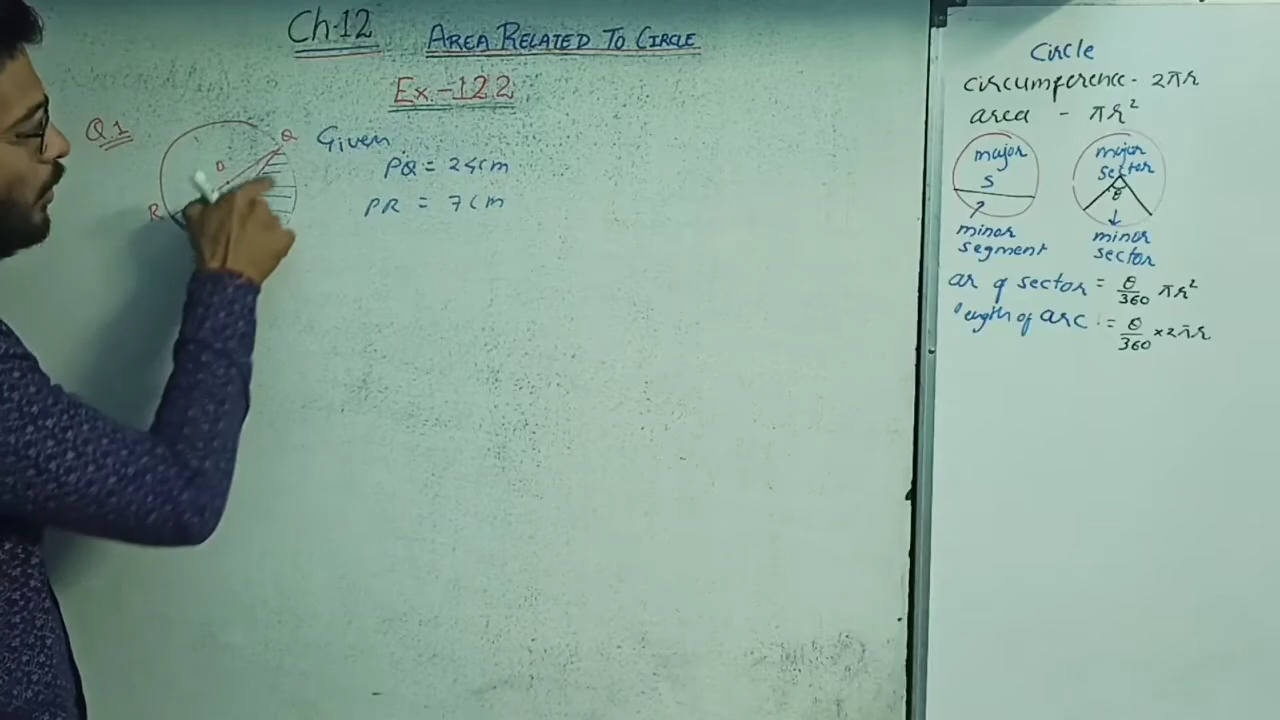 Ch-12 AREA RELATED TO CIRCLE
Ex.-12.2
Q.1
Q
O
R
Given
PQ = 24cm
PR = 7cm
Circle
circumference - 2πr
area - πr²
major
S
minor
segment
major
sector
θ
minor
sector
ar of sector = θ/360 πr²
length of arc = θ/360 × 2πr